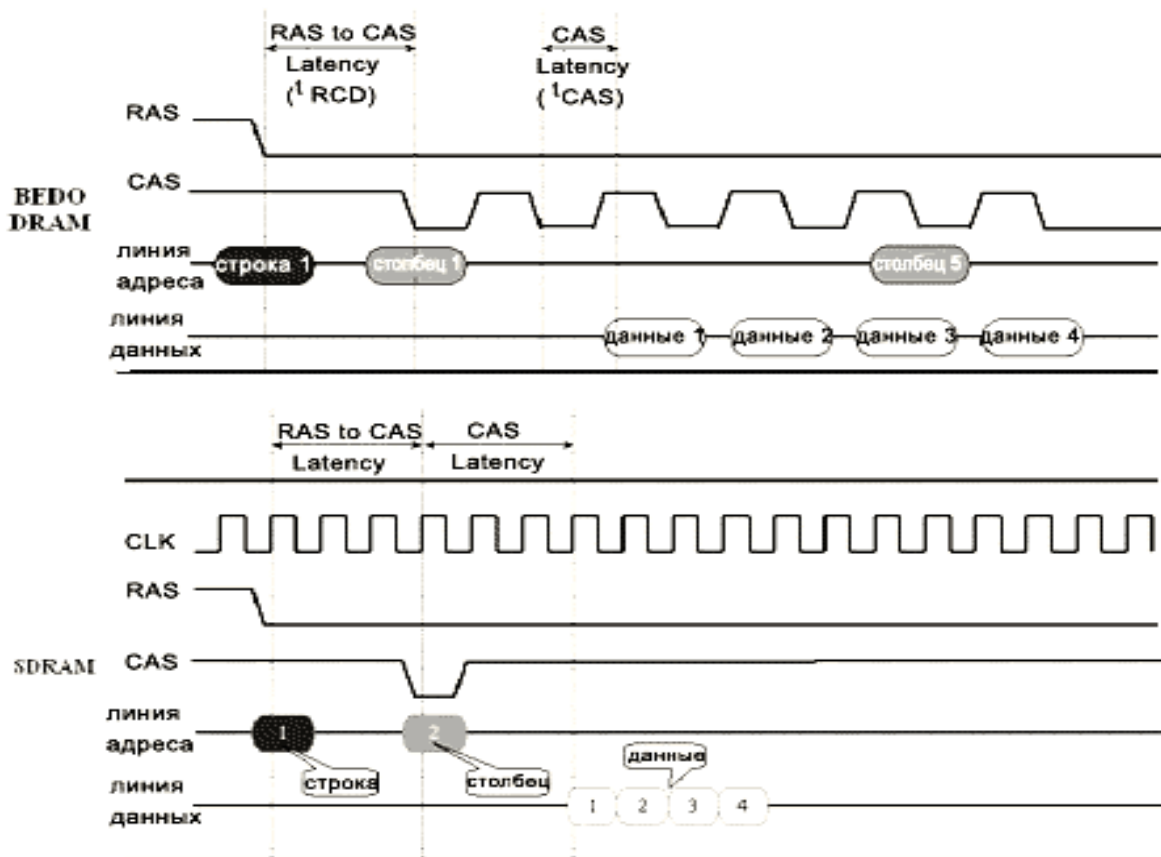 RAS to CAS
Latency
(t RCD)
CAS
Latency
(tCAS)
RAS
BEDO
DRAM
CAS
линия
адреса
строка 1
столбец 1
столбец 5
линия
данных
данные 1
данные 2
данные 3
данные 4
RAS to CAS
Latency
CAS
Latency
CLK
RAS
SDRAM
CAS
линия
адреса
1
2
строка
столбец
данные
линия
данных
1
2
3
4